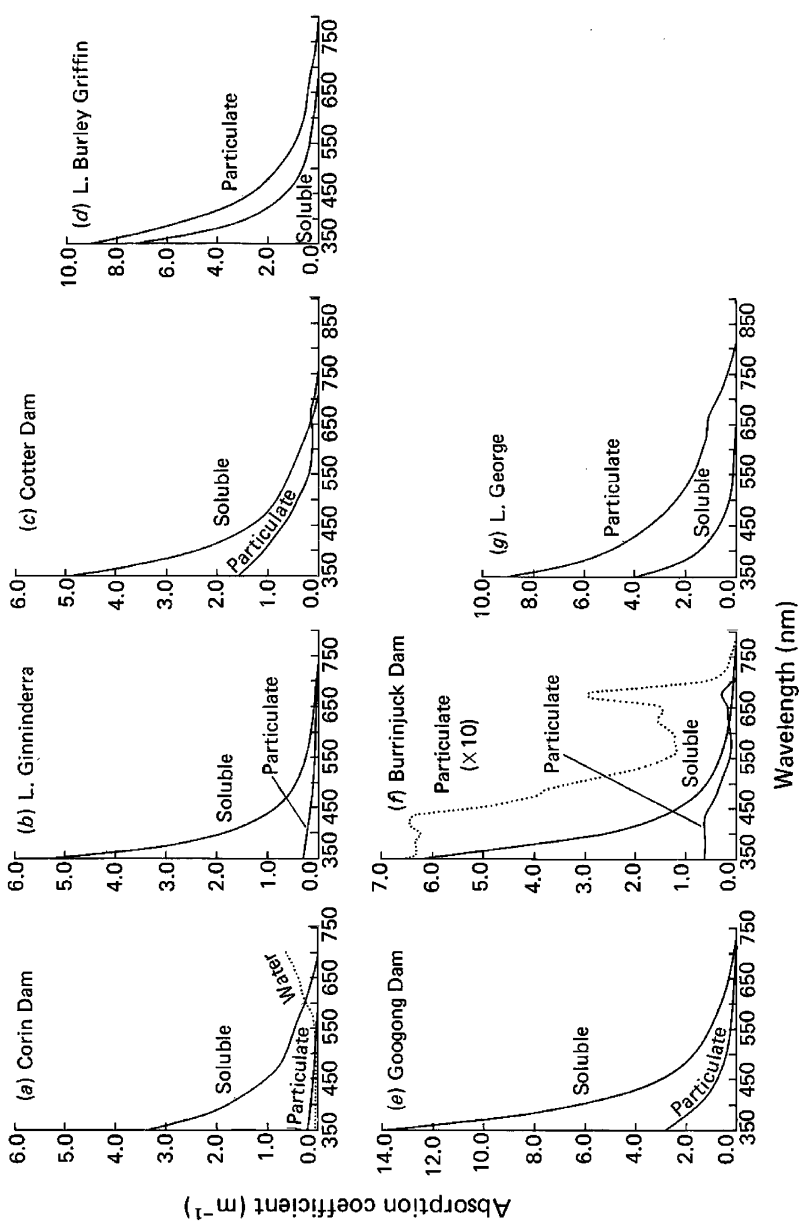 Absorption coefficient (m⁻¹)
(a) Corin Dam
6.0
5.0
4.0
3.0
2.0
1.0
0.0
Soluble
Particulate
Water
350 450 550 650 750
(b) L. Ginninderra
6.0
5.0
4.0
3.0
2.0
1.0
0.0
Soluble
Particulate
350 450 550 650 750
(c) Cotter Dam
6.0
5.0
4.0
3.0
2.0
1.0
0.0
Soluble
Particulate
350 450 550 650 750 850
(d) L. Burley Griffin
10.0
8.0
6.0
4.0
2.0
0.0
Particulate
Soluble
350 450 550 650 750
(e) Googong Dam
14.0
12.0
10.0
8.0
6.0
4.0
2.0
0.0
Soluble
Particulate
350 450 550 650 750
(f) Burrinjuck Dam
7.0
6.0
5.0
4.0
3.0
2.0
1.0
0.0
Particulate
(× 10)
Particulate
Soluble
350 450 550 650 750
(g) L. George
10.0
8.0
6.0
4.0
2.0
0.0
Particulate
Soluble
350 450 550 650 750 850
Wavelength (nm)